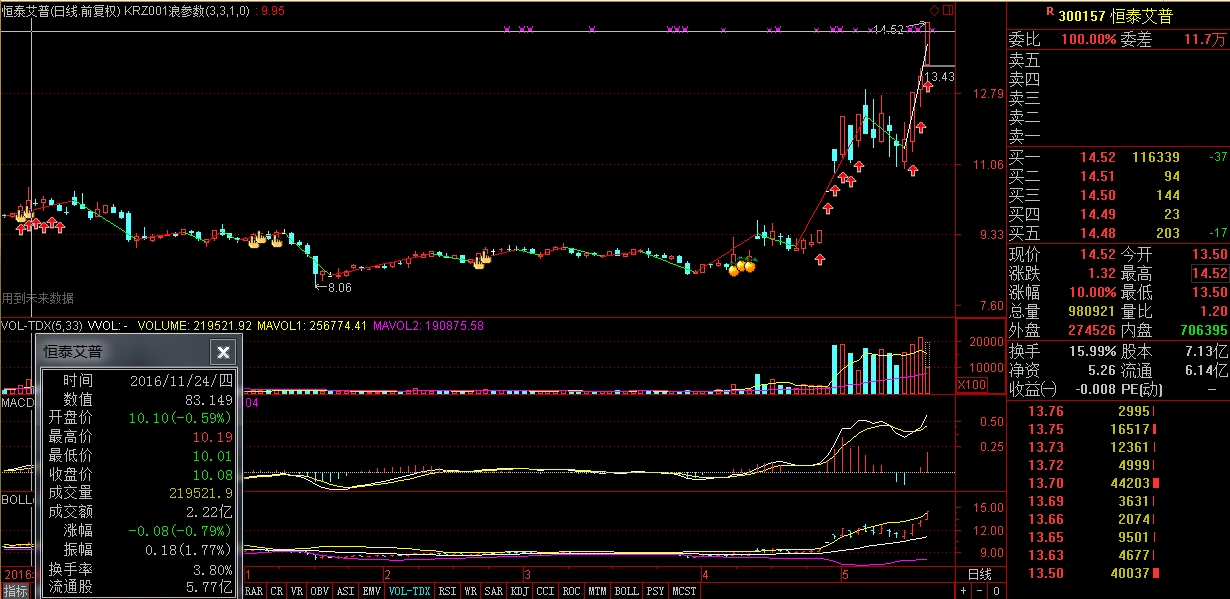 恒泰艾普(日线.前复权) KRZ001浪参数(3,3,1,0) : 9.95
14.52
13.43
12.79
11.06
9.33
7.60
8.06
用到未来数据
VOL-TDX(5,33) VVOL: - VOLUME: 219521.92 MAVOL1: 256774.41 MAVOL2: 190875.58
20000
10000
X100
MACD
04
0.50
0.25
BOLL
15.00
12.00
9.00
恒泰艾普
时间 2016/11/24/四
数值 83.149
开盘价 10.10(-0.59%)
最高价 10.19
最低价 10.01
收盘价 10.08
成交量 219521.9
成交额 2.22亿
涨幅 -0.08(-0.79%)
振幅 0.18(1.77%)
换手率 3.80%
流通股 5.77亿
2016
1 2 3 4 5 日线
指标 RAR CR VR OBV ASI EMV VOL-TDX RSI WR SAR KDJ CCI ROC MTM BOLL PSY MCST + - 0
R 300157 恒泰艾普
委比 100.00% 委差 11.7万
卖五
卖四
卖三
卖二
卖一
买一 14.52 116339 -37
买二 14.51 94
买三 14.50 144
买四 14.49 23
买五 14.48 203 -17
现价 14.52 今开 13.50
涨跌 1.32 最高 14.52
涨幅 10.00% 最低 13.50
总量 980921 量比 1.20
外盘 274526 内盘 706395
换手 15.99% 股本 7.13亿
净资 5.26 流通 6.14亿
收益(一) -0.008 PE(动) –
13.76 2995
13.75 16517
13.73 12361
13.72 4999
13.70 44203
13.69 3631
13.66 2074
13.65 9501
13.63 4677
13.50 40037